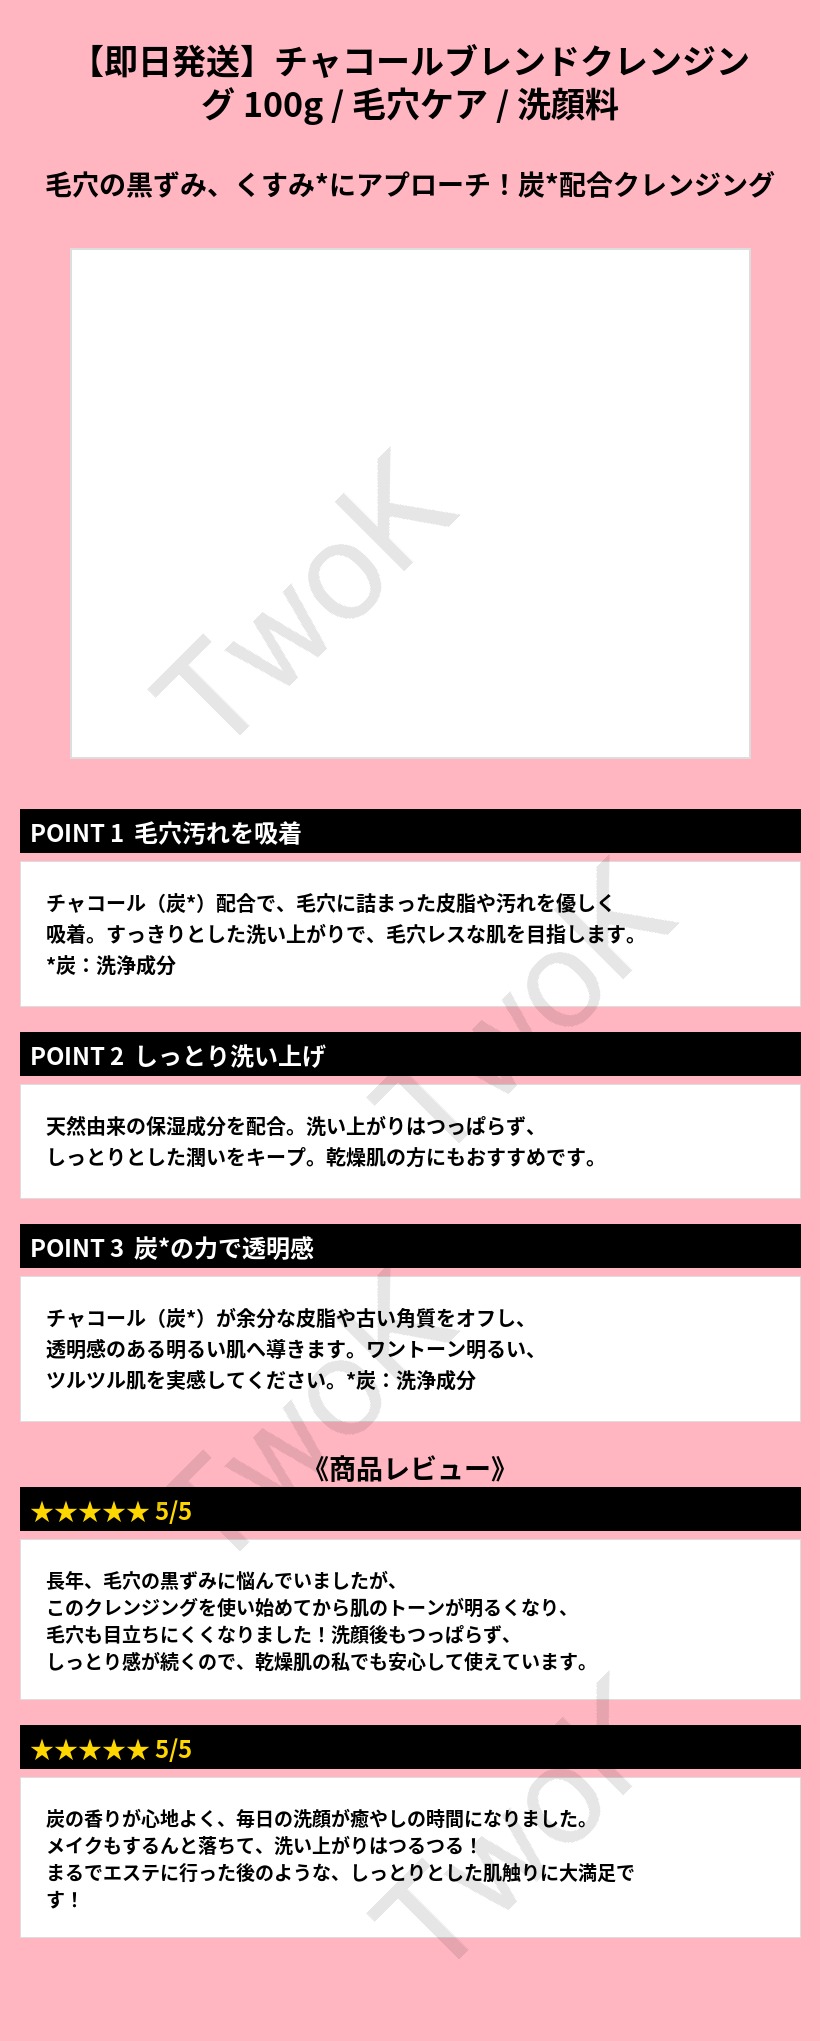 【即日発送】チャコールブレンドクレンジン
グ 100g / 毛穴ケア / 洗顔料
毛穴の黒ずみ、くすみ*にアプローチ！炭*配合クレンジング
TwoK
POINT 1 毛穴汚れを吸着
チャコール（炭*）配合で、毛穴に詰まった皮脂や汚れを優しく
吸着。すっきりとした洗い上がりで、毛穴レスな肌を目指します。
*炭：洗浄成分
TwoK
POINT 2 しっとり洗い上げ
天然由来の保湿成分を配合。洗い上がりはつっぱらず、
しっとりとした潤いをキープ。乾燥肌の方にもおすすめです。
POINT 3 炭*の力で透明感
チャコール（炭*）が余分な皮脂や古い角質をオフし、
透明感のある明るい肌へ導きます。ワントーン明るい、
ツルツル肌を実感してください。*炭：洗浄成分
TwoK
《商品レビュー》
★★★★★ 5/5
長年、毛穴の黒ずみに悩んでいましたが、
このクレンジングを使い始めてから肌のトーンが明るくなり、
毛穴も目立ちにくくなりました！洗顔後もつっぱらず、
しっとり感が続くので、乾燥肌の私でも安心して使えています。
★★★★★ 5/5
炭の香りが心地よく、毎日の洗顔が癒やしの時間になりました。
メイクもするんと落ちて、洗い上がりはつるつる！
まるでエステに行った後のような、しっとりとした肌触りに大満足で
す！
TwoK